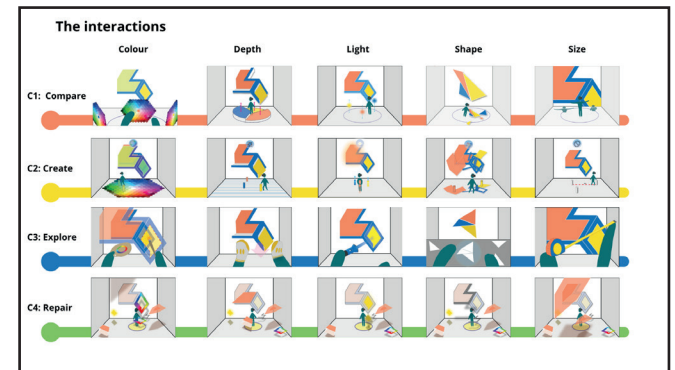 The interactions
Colour Depth Light Shape Size
C1: Compare
C2: Create
C3: Explore
C4: Repair